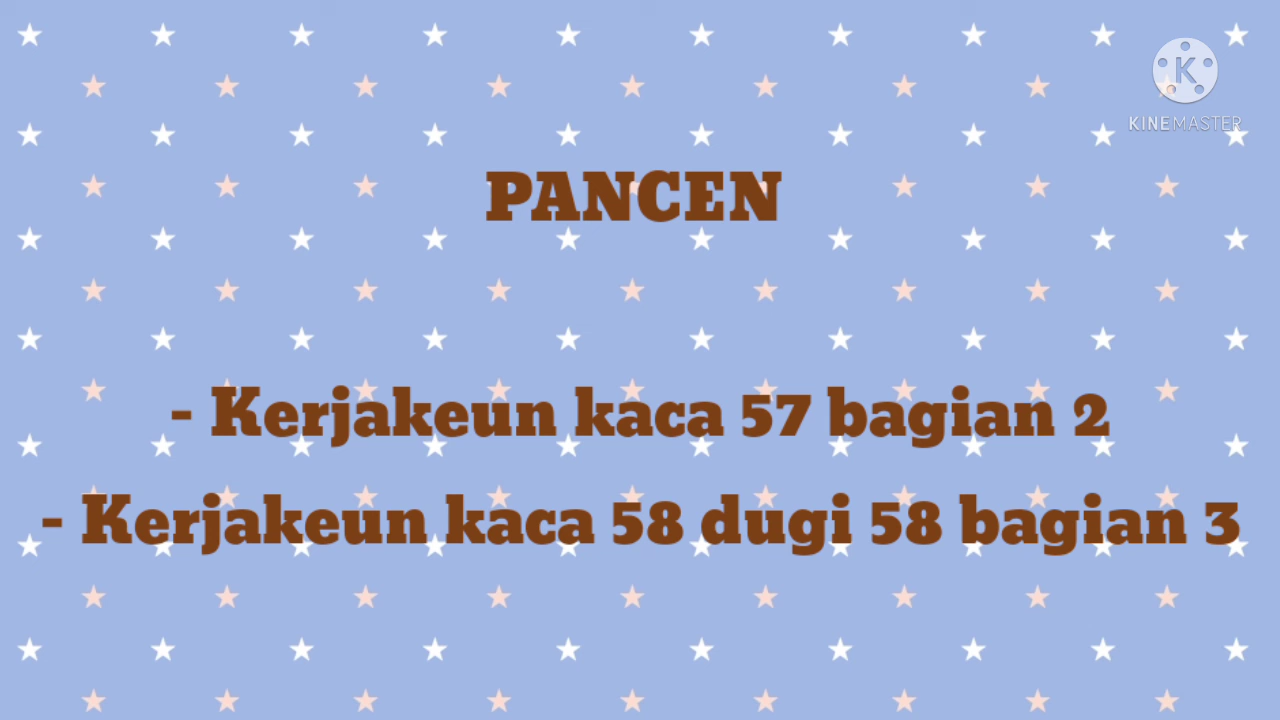 K
KINEMASTER
PANCEN
- Kerjakeun kaca 57 bagian 2
- Kerjakeun kaca 58 dugi 58 bagian 3